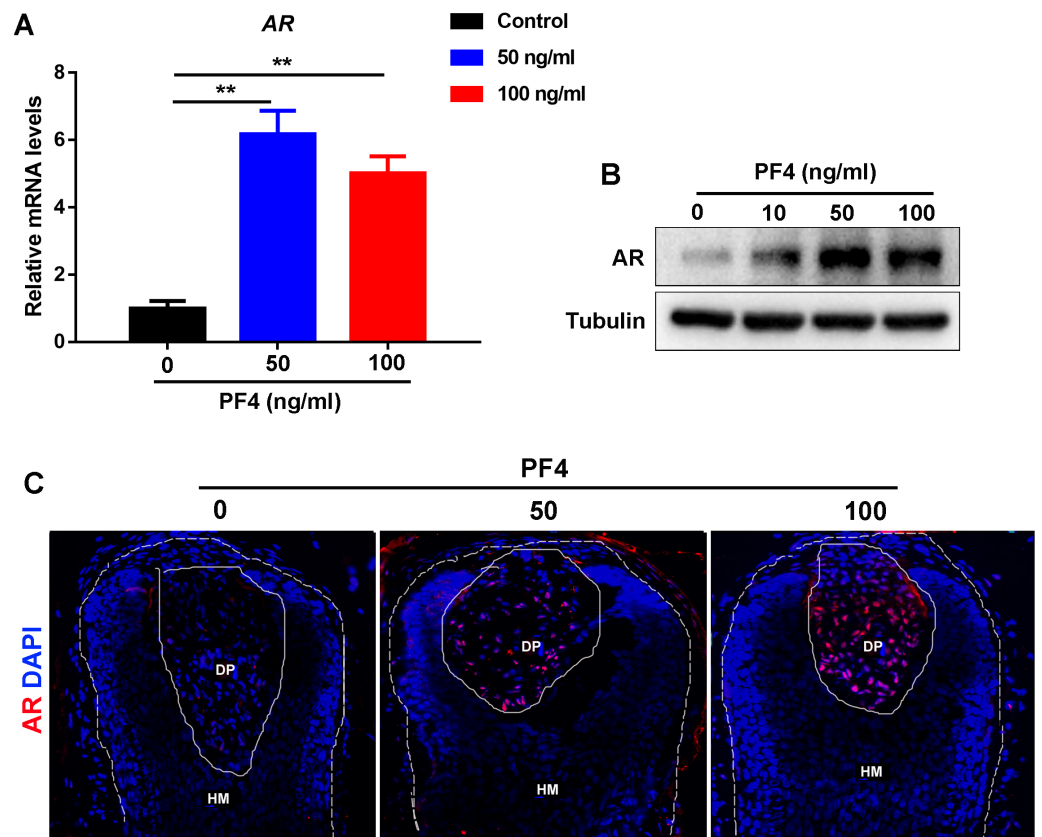 A
AR
Control
50 ng/ml
100 ng/ml
**
**
Relative mRNA levels
8
6
4
2
0
0 50 100
PF4 (ng/ml)
B
PF4 (ng/ml)
0 10 50 100
AR
Tubulin
C
PF4
0 50 100
AR DAPI
DP
HM
DP
HM
DP
HM